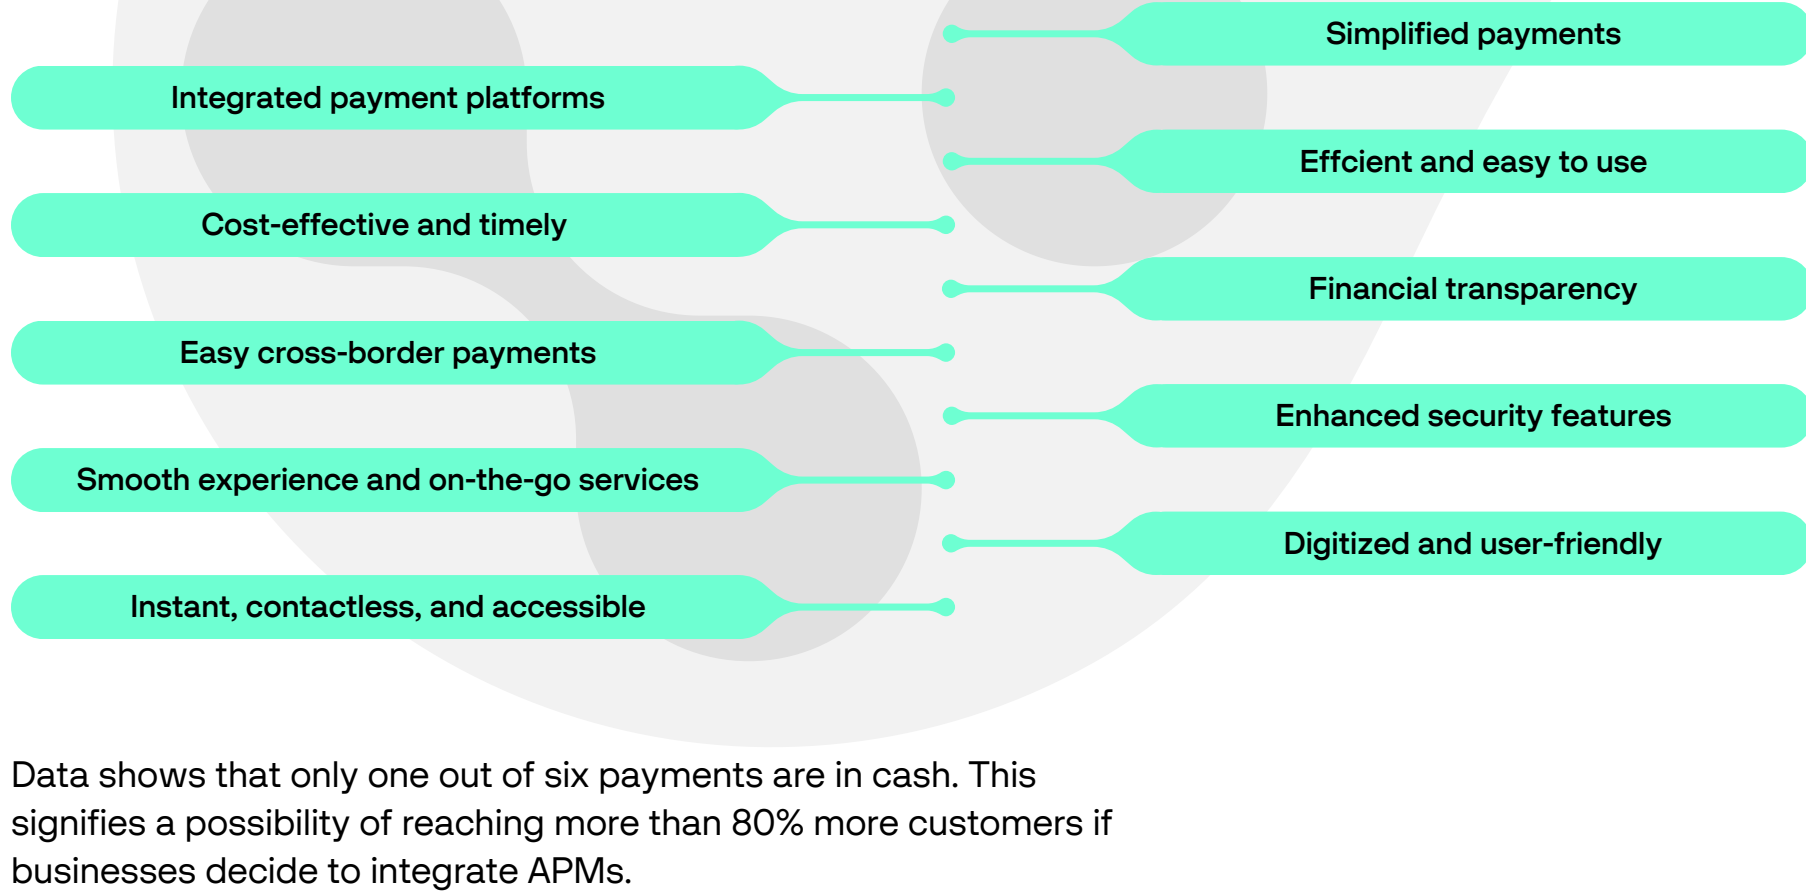 Simplified payments
Integrated payment platforms
Effcient and easy to use
Cost-effective and timely
Financial transparency
Easy cross-border payments
Enhanced security features
Smooth experience and on-the-go services
Digitized and user-friendly
Instant, contactless, and accessible
Data shows that only one out of six payments are in cash. This
signifies a possibility of reaching more than 80% more customers if
businesses decide to integrate APMs.